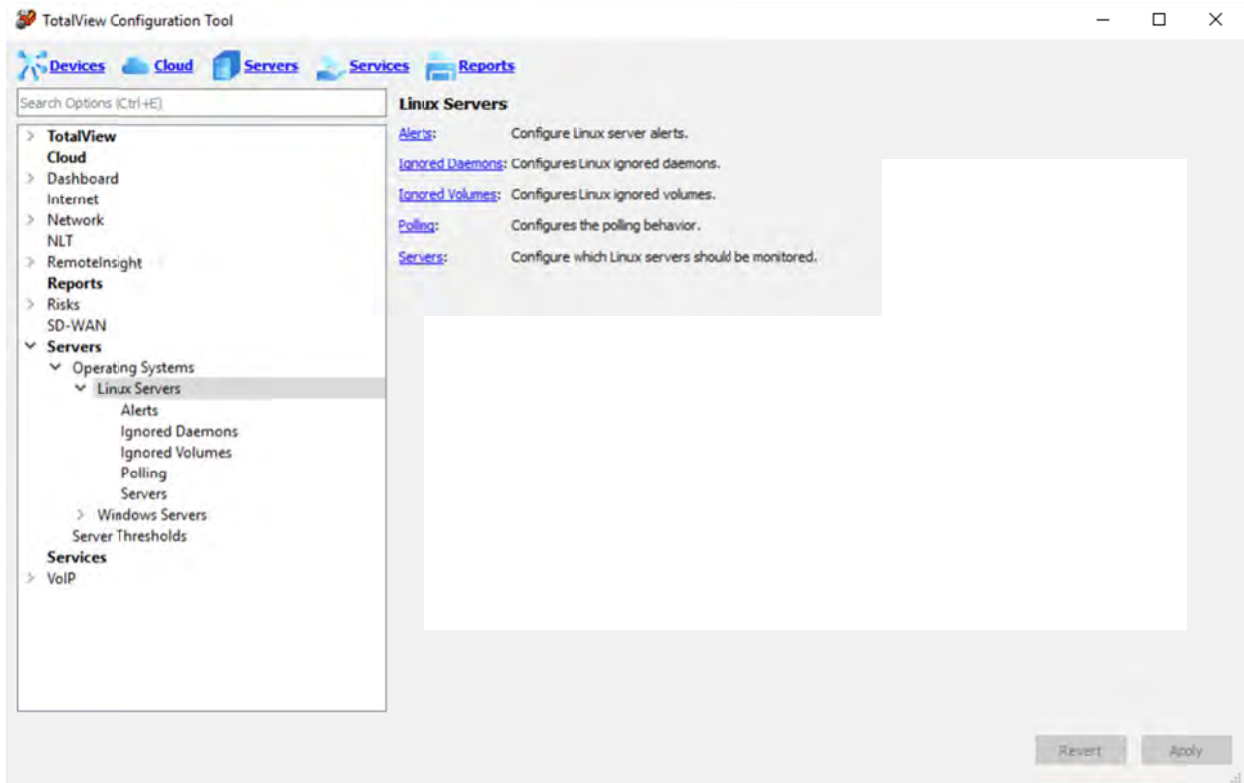 TotalView Configuration Tool
Devices Cloud Servers Services Reports
Search Options (Ctrl+E)
TotalView
Cloud
Dashboard
Internet
Network
NLT
RemoteInsight
Reports
Risks
SD-WAN
Servers
Operating Systems
Linux Servers
Alerts
Ignored Daemons
Ignored Volumes
Polling
Servers
Windows Servers
Server Thresholds
Services
VoIP
Linux Servers
Alerts: Configure Linux server alerts.
Ignored Daemons: Configures Linux ignored daemons.
Ignored Volumes: Configures Linux ignored volumes.
Polling: Configures the polling behavior.
Servers: Configure which Linux servers should be monitored.
Revert Apply